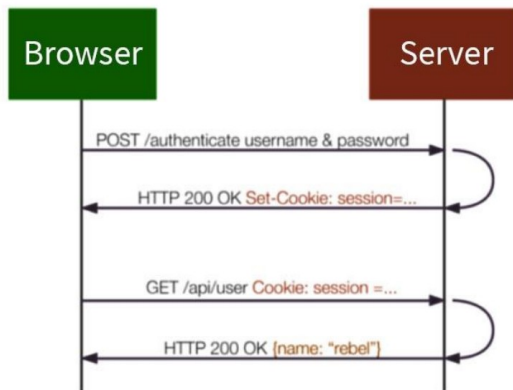 Browser
Server
POST /authenticate username & password
HTTP 200 OK Set-Cookie: session=...
GET /api/user Cookie: session =...
HTTP 200 OK {name: “rebel”}